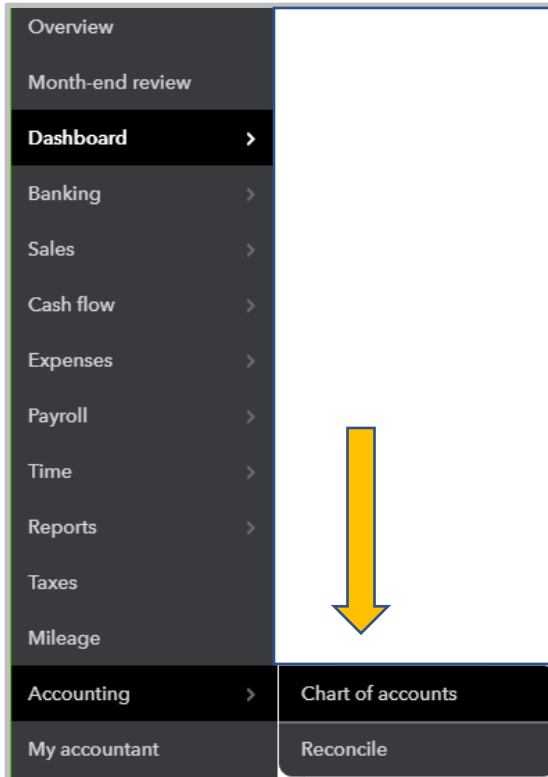 Overview
Month-end review
Dashboard
Banking
Sales
Cash flow
Expenses
Payroll
Time
Reports
Taxes
Mileage
Accounting
Chart of accounts
My accountant
Reconcile